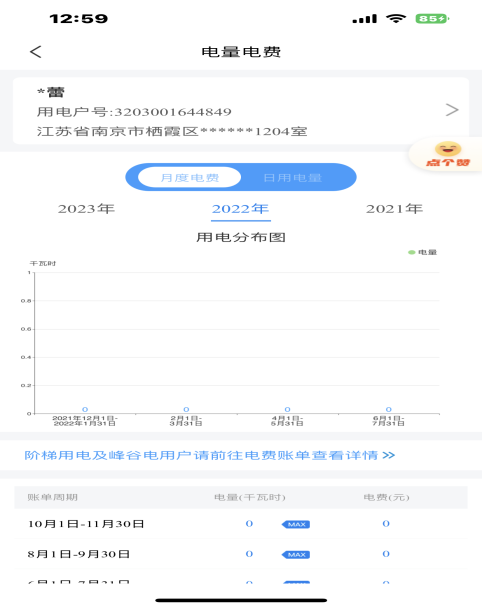 12:59
85
电量电费
*蕾
用电户号:3203001644849
江苏省南京市栖霞区******1204室
点个赞
月度电费 日用电量
2023年 2022年 2021年
用电分布图
电量
千瓦时
1
0.8
0.6
0.4
0.2
0
0 0 0 0
2021年12月1日-2022年1月31日 2月1日-3月31日 4月1日-5月31日 6月1日-7月31日
阶梯用电及峰谷电用户请前往电费账单查看详情
账单周期 电量(千瓦时) 电费(元)
10月1日-11月30日 0 MAX 0
8月1日-9月30日 0 MAX 0